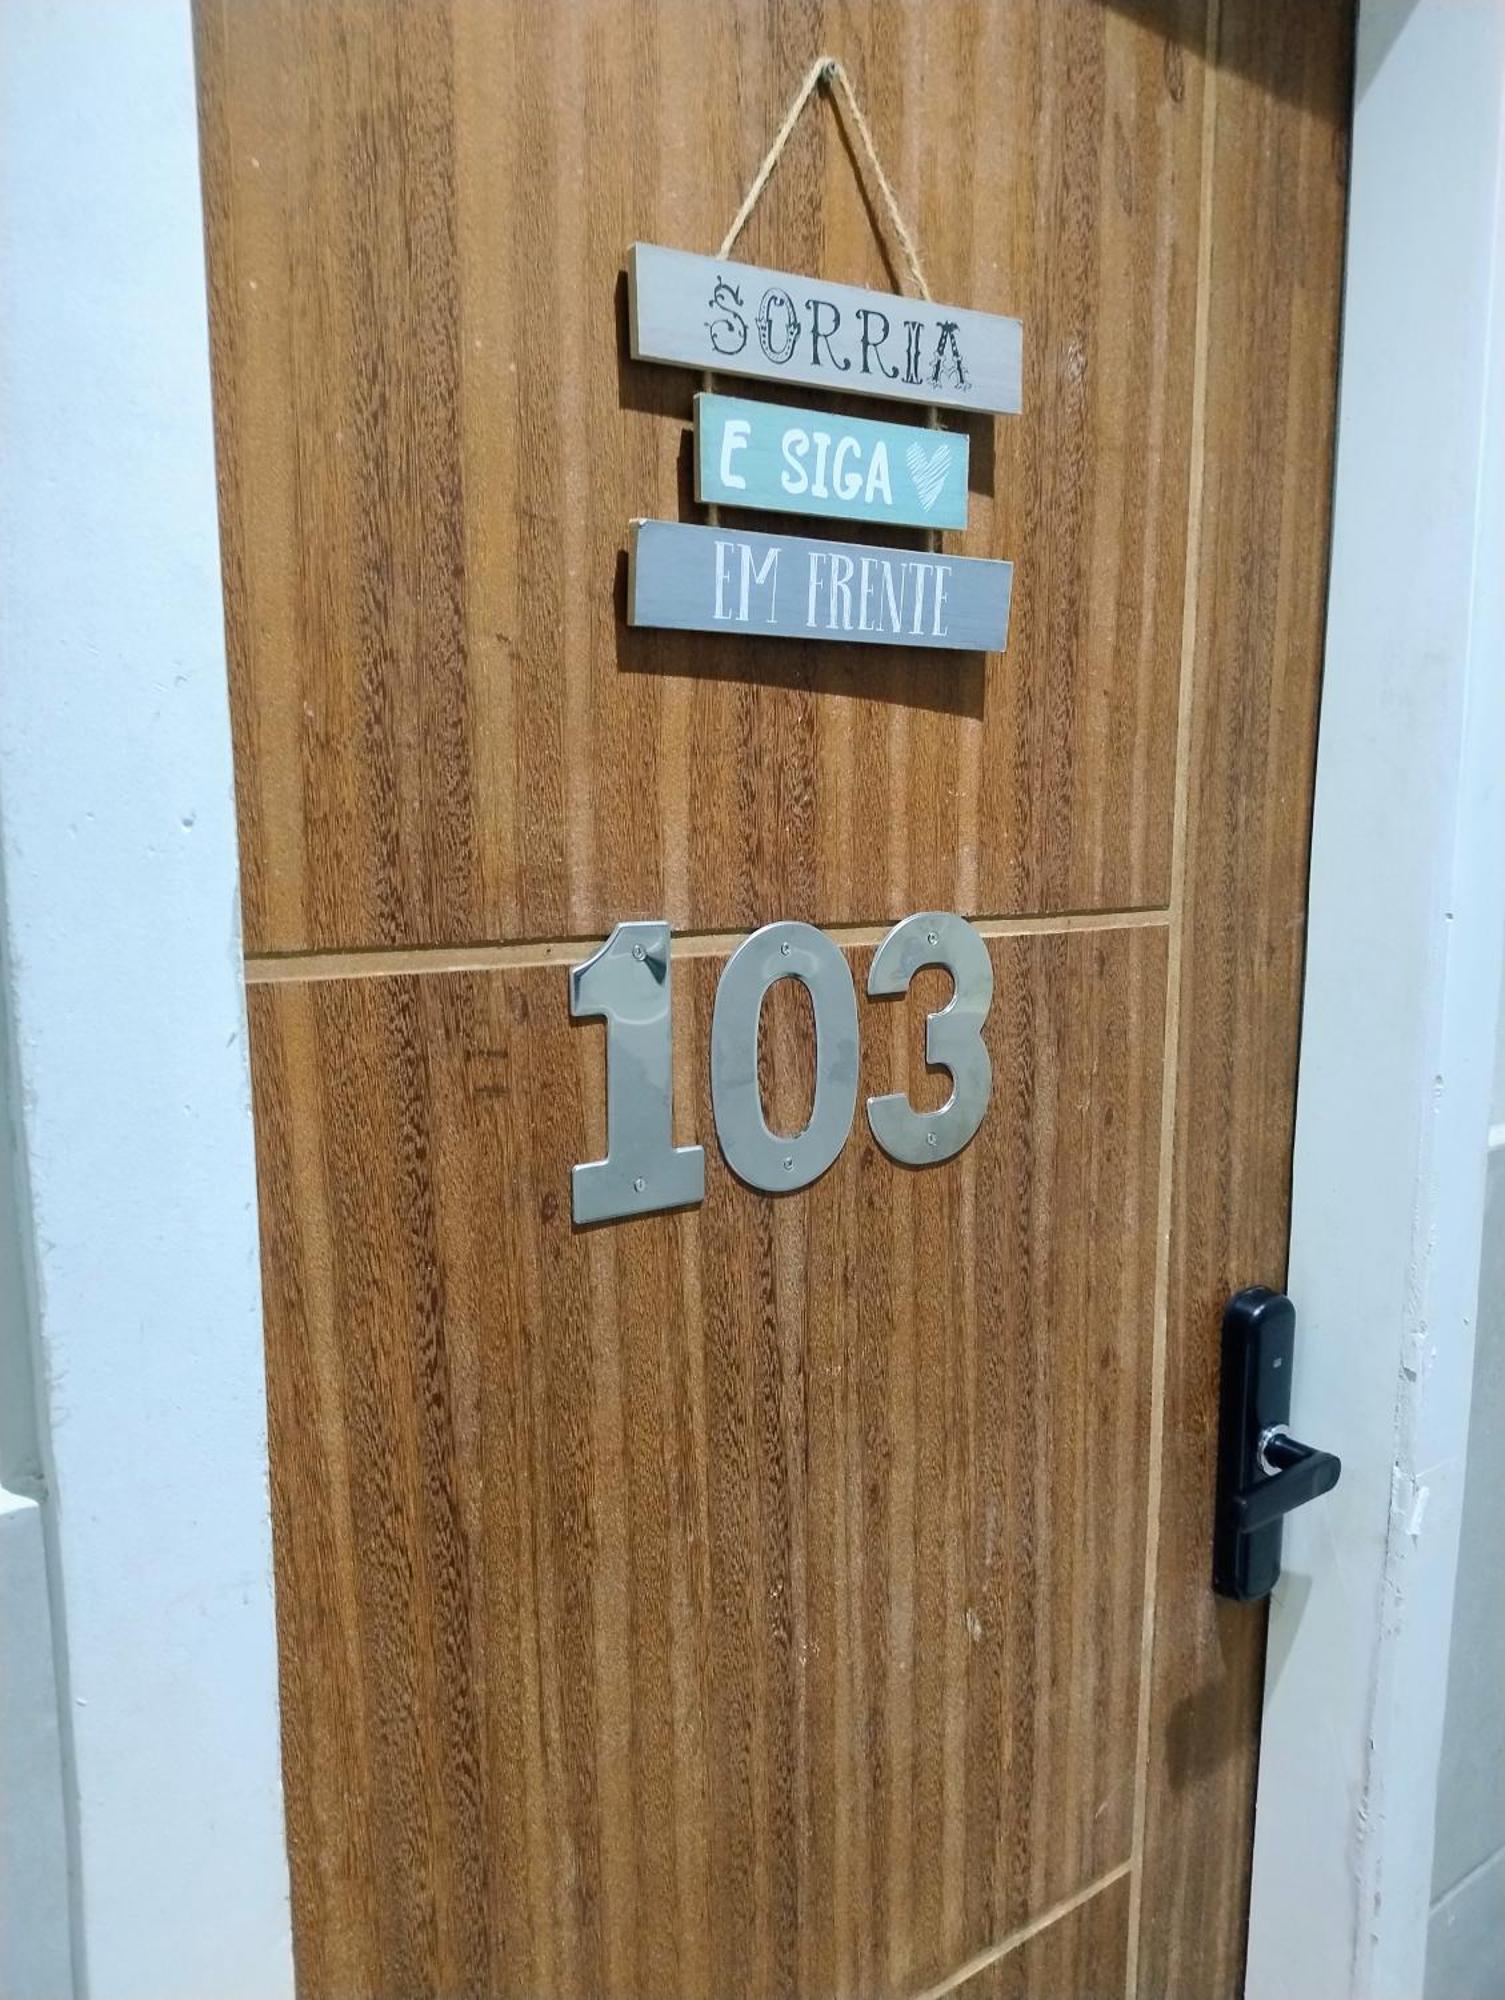 SORRIA
E SIGA
EM FRENTE
103